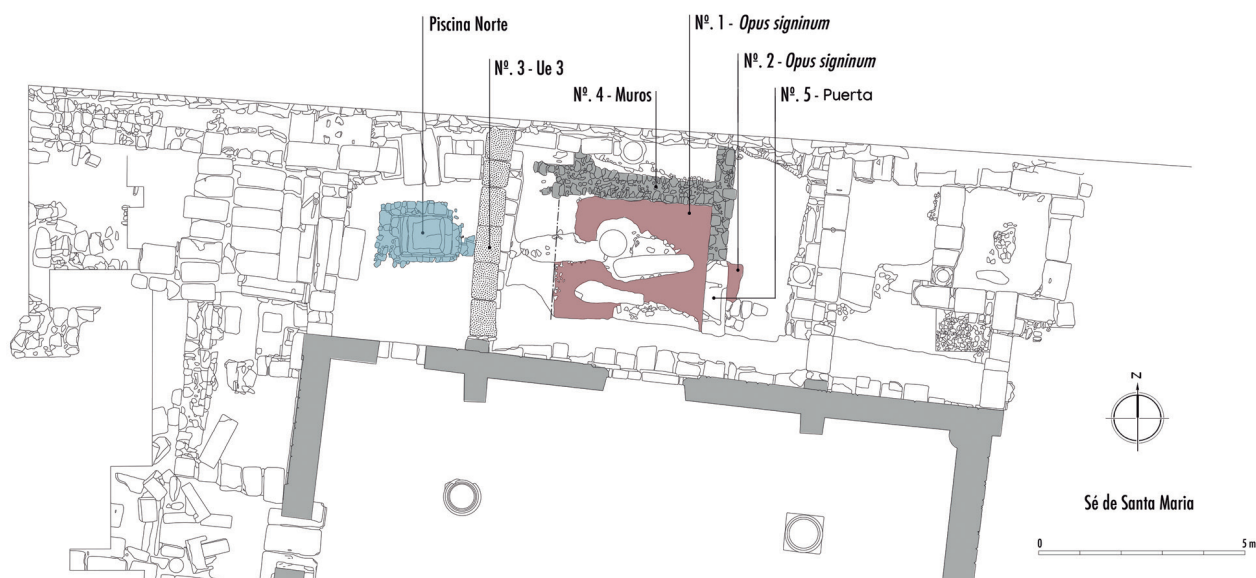 Piscina Norte
Nº. 1 - Opus signinum
Nº. 3 - Ue 3
Nº. 2 - Opus signinum
Nº. 4 - Muros
Nº. 5 - Puerta
N
Sé de Santa Maria
0 5 m